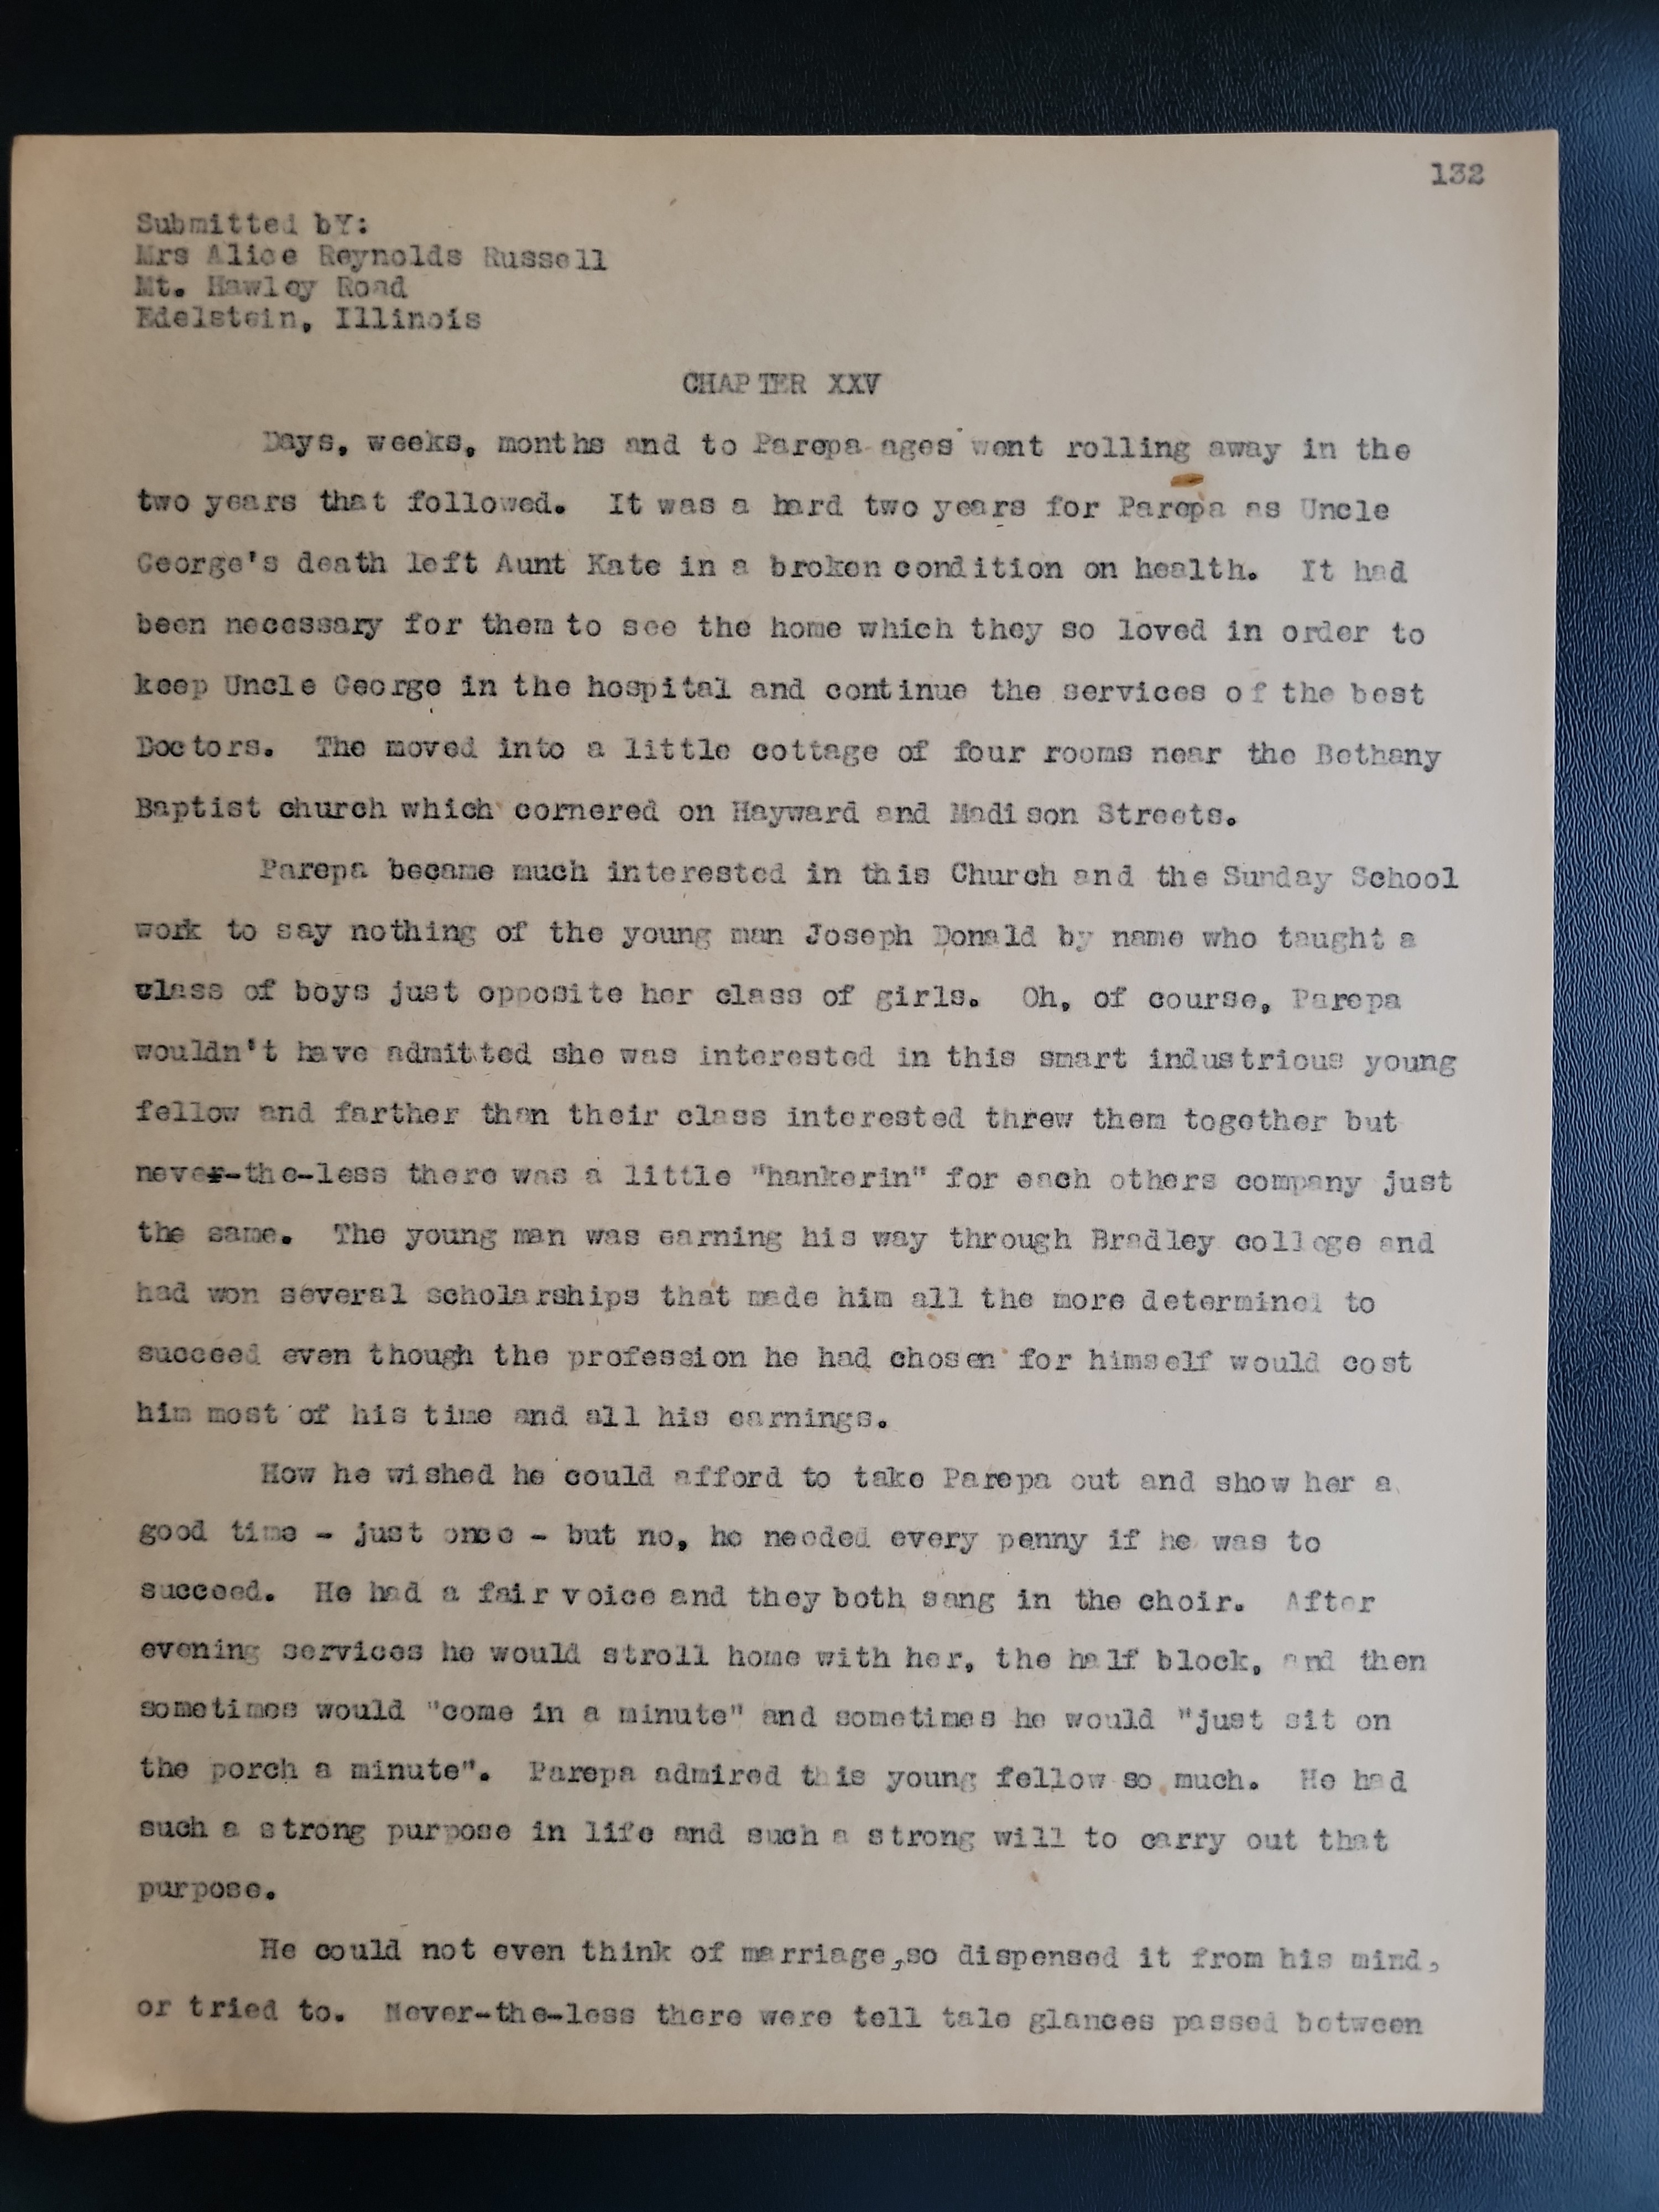 132
Submitted bY:
Mrs Alice Reynolds Russell
Mt. Hawley Road
Edelstein, Illinois
CHAPTER XXV
Days, weeks, months and to Parepa ages went rolling away in the
two years that followed. It was a hard two years for Parepa as Uncle
George's death left Aunt Kate in a broken condition on health. It had
been necessary for them to see the home which they so loved in order to
keep Uncle George in the hospital and continue the services of the best
Doctors. The moved into a little cottage of four rooms near the Bethany
Baptist church which cornered on Hayward and Madison Streets.
Parepa became much interested in this Church and the Sunday School
work to say nothing of the young man Joseph Donald by name who taught a
class of boys just opposite her class of girls. Oh, of course, Parepa
wouldn't have admitted she was interested in this smart industrious young
fellow and farther than their class interested threw them together but
never-the-less there was a little "hankerin" for each others company just
the same. The young man was earning his way through Bradley college and
had won several scholarships that made him all the more determined to
succeed even though the profession he had chosen for himself would cost
him most of his time and all his earnings.
How he wished he could afford to take Parepa out and show her a
good time - just once - but no, he needed every penny if he was to
succeed. He had a fair voice and they both sang in the choir. After
evening services he would stroll home with her, the half block, and then
sometimes would "come in a minute" and sometimes he would "just sit on
the porch a minute". Parepa admired this young fellow so much. He had
such a strong purpose in life and such a strong will to carry out that
purpose.
He could not even think of marriage,so dispensed it from his mind,
or tried to. Never-the-less there were tell tale glances passed between